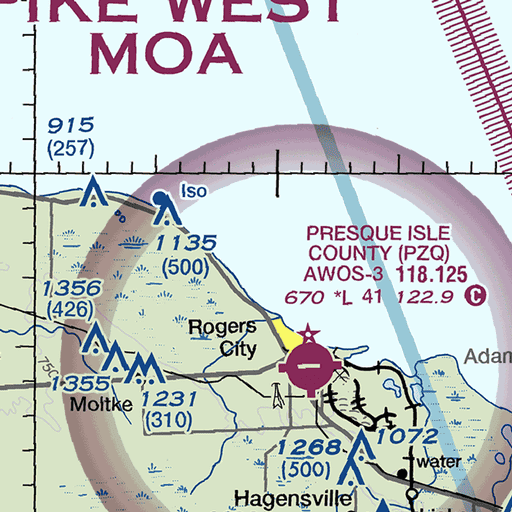 PIKE WEST
MOA
915
(257)
Iso
1135
(500)
PRESQUE ISLE
COUNTY (PZQ)
AWOS-3 118.125
670 *L 41 122.9 C
1356
(426)
Rogers
City
1355
Moltke
1231
(310)
1268
(500)
1072
water
Hagensville